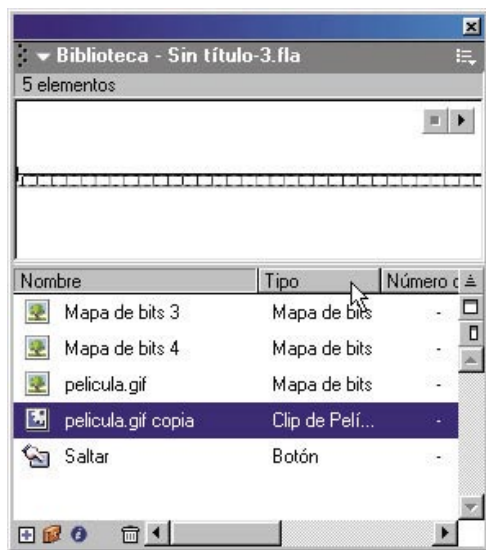 Biblioteca - Sin título-3.fla
5 elementos
Nombre Tipo Número c
Mapa de bits 3 Mapa de bits -
Mapa de bits 4 Mapa de bits -
pelicula.gif Mapa de bits -
pelicula.gif copia Clip de Pelí... -
Saltar Botón -